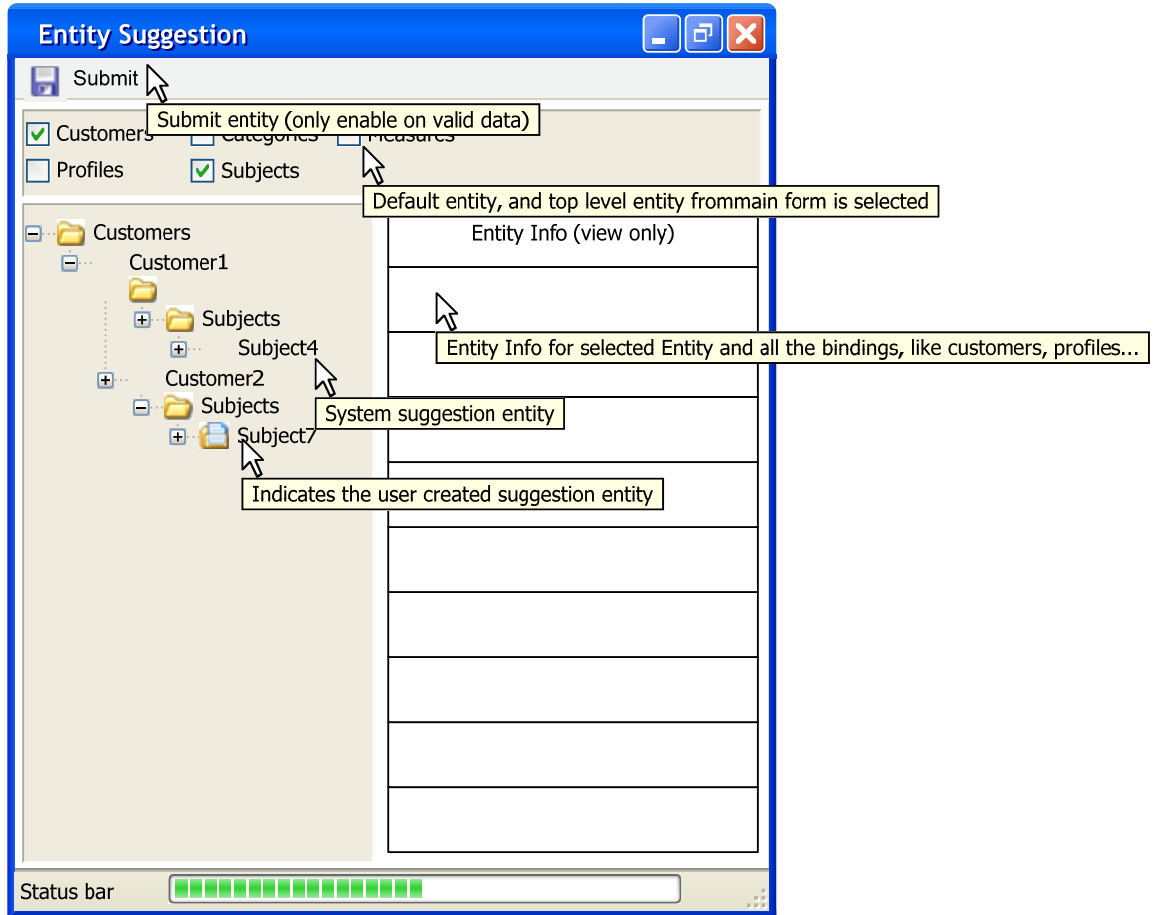 Entity Suggestion
Submit
Submit entity (only enable on valid data)
Customers Categories Measures
Profiles Subjects
Default entity, and top level entity frommain form is selected
Customers
Entity Info (view only)
Customer1
Subjects
Subject4
Entity Info for selected Entity and all the bindings, like customers, profiles...
Customer2
Subjects
System suggestion entity
Subject7
Indicates the user created suggestion entity
Status bar